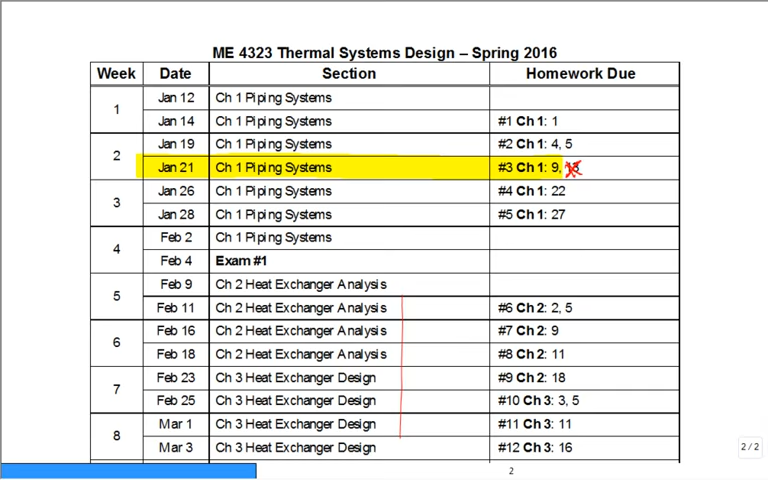 ME 4323 Thermal Systems Design – Spring 2016
Week Date Section Homework Due
1
Jan 12 Ch 1 Piping Systems
Jan 14 Ch 1 Piping Systems #1 Ch 1: 1
2
Jan 19 Ch 1 Piping Systems #2 Ch 1: 4, 5
Jan 21 Ch 1 Piping Systems #3 Ch 1: 9,
3
Jan 26 Ch 1 Piping Systems #4 Ch 1: 22
Jan 28 Ch 1 Piping Systems #5 Ch 1: 27
4
Feb 2 Ch 1 Piping Systems
Feb 4 Exam #1
5
Feb 9 Ch 2 Heat Exchanger Analysis
Feb 11 Ch 2 Heat Exchanger Analysis #6 Ch 2: 2, 5
6
Feb 16 Ch 2 Heat Exchanger Analysis #7 Ch 2: 9
Feb 18 Ch 2 Heat Exchanger Analysis #8 Ch 2: 11
7
Feb 23 Ch 3 Heat Exchanger Design #9 Ch 2: 18
Feb 25 Ch 3 Heat Exchanger Design #10 Ch 3: 3, 5
8
Mar 1 Ch 3 Heat Exchanger Design #11 Ch 3: 11
Mar 3 Ch 3 Heat Exchanger Design #12 Ch 3: 16
2 / 2
2